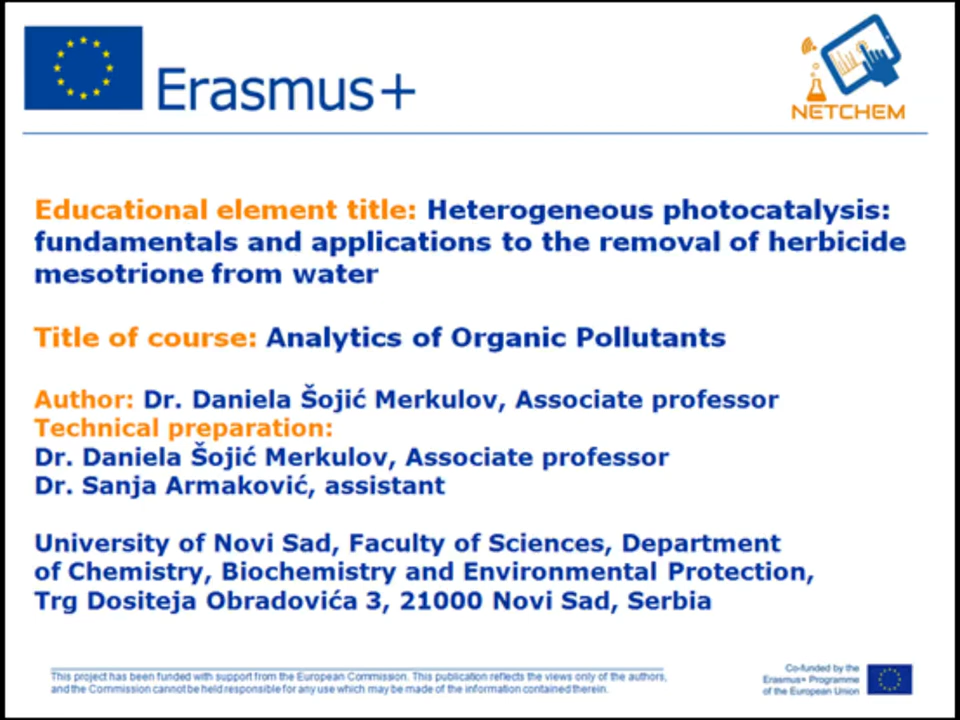 Erasmus+
NETCHEM
Educational element title: Heterogeneous photocatalysis:
fundamentals and applications to the removal of herbicide
mesotrione from water
Title of course: Analytics of Organic Pollutants
Author: Dr. Daniela Šojić Merkulov, Associate professor
Technical preparation:
Dr. Daniela Šojić Merkulov, Associate professor
Dr. Sanja Armaković, assistant
University of Novi Sad, Faculty of Sciences, Department
of Chemistry, Biochemistry and Environmental Protection,
Trg Dositeja Obradovića 3, 21000 Novi Sad, Serbia
This project has been funded with support from the European Commission. This publication reflects the views only of the authors,
and the Commission cannot be held responsible for any use which may be made of the information contained therein.
Co-funded by the
Erasmus+ Programme
of the European Union